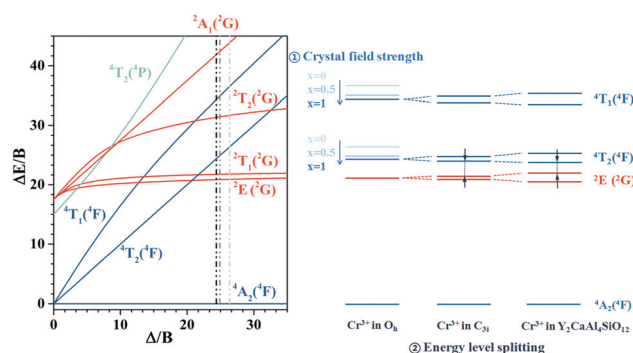 ²A₁(²G)
⁴T₂(⁴P)
²T₂(²G)
²T₁(²G)
²E (²G)
⁴T₁(⁴F)
⁴T₂(⁴F)
⁴A₂(⁴F)
ΔE/B
40
30
20
10
0
0
10
20
30
Δ/B
① Crystal field strength
x=0
x=0.5
x=1
⁴T₁(⁴F)
x=0
x=0.5
x=1
⁴T₂(⁴F)
²E (²G)
⁴A₂(⁴F)
Cr³⁺ in Oₕ
Cr³⁺ in C₃ᵢ
Cr³⁺ in Y₂CaAl₄SiO₁₂
② Energy level splitting